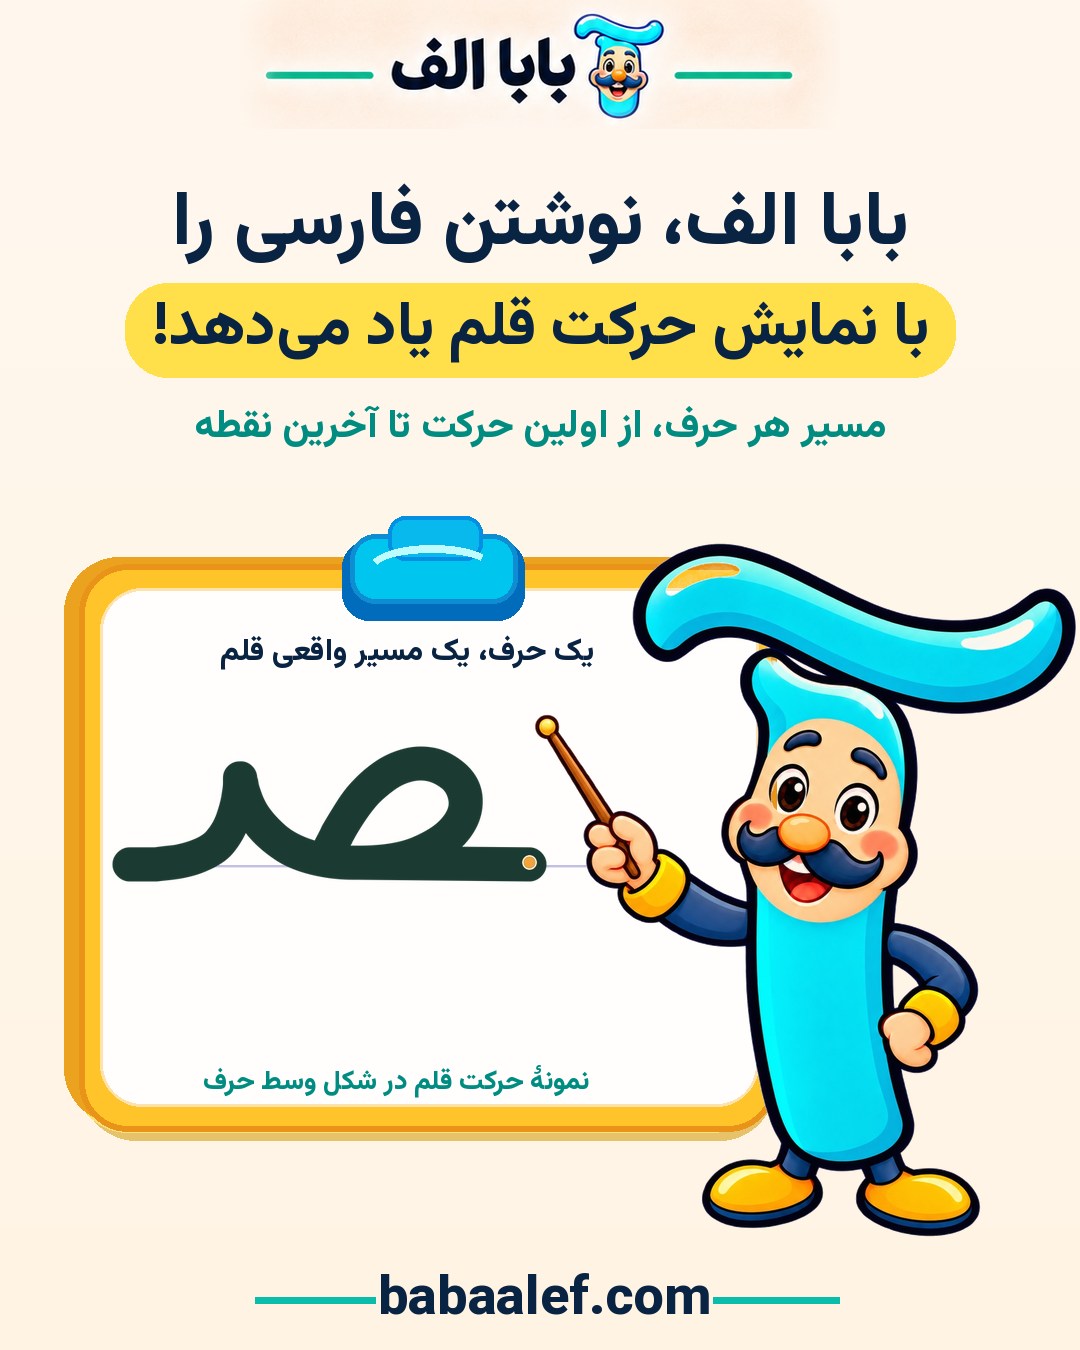 بابا الف
بابا الف، نوشتن فارسی را
با نمایش حرکت قلم یاد می‌دهد!
مسیر هر حرف، از اولین حرکت تا آخرین نقطه
یک حرف، یک مسیر واقعی قلم
ـصـ
نمونهٔ حرکت قلم در شکل وسط حرف
babaalef.com